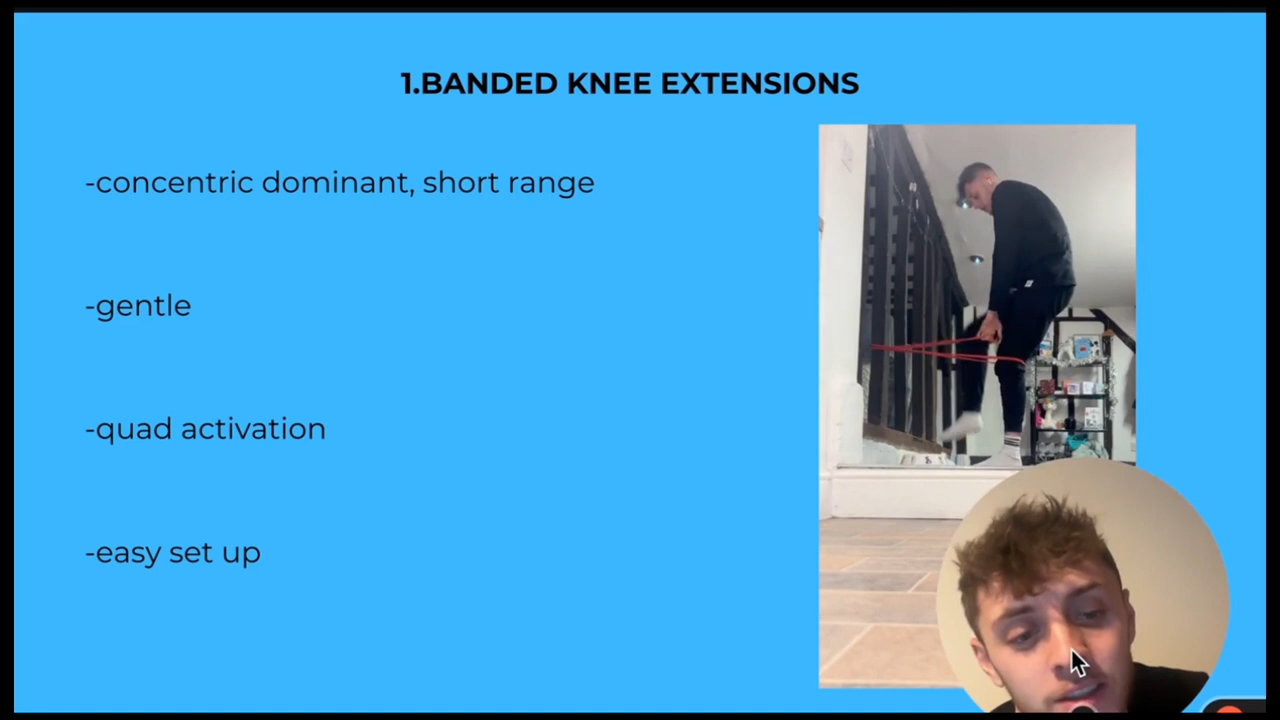 1.BANDED KNEE EXTENSIONS
-concentric dominant, short range
-gentle
-quad activation
-easy set up